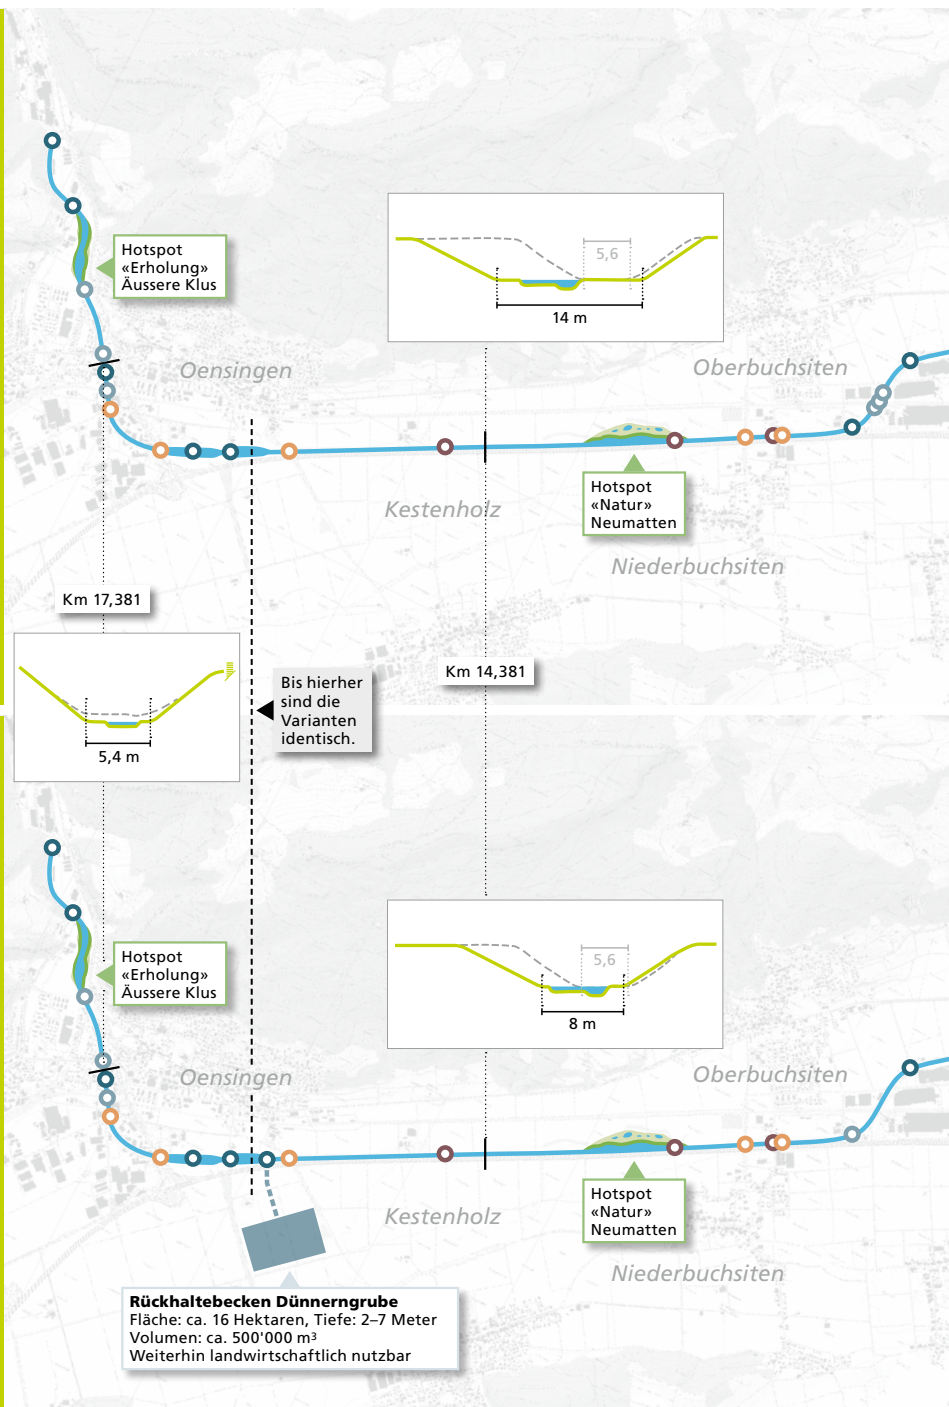 Hotspot
«Erholung»
Äussere Klus
5,6
14 m
Oensingen
Oberbuchsiten
Kestenholz
Hotspot
«Natur»
Neumatten
Niederbuchsiten
Km 17,381
Km 14,381
5,4 m
Bis hierher
sind die
Varianten
identisch.
Hotspot
«Erholung»
Äussere Klus
5,6
8 m
Oensingen
Oberbuchsiten
Kestenholz
Hotspot
«Natur»
Neumatten
Niederbuchsiten
Rückhaltebecken Dünnerngrube
Fläche: ca. 16 Hektaren, Tiefe: 2–7 Meter
Volumen: ca. 500'000 m³
Weiterhin landwirtschaftlich nutzbar